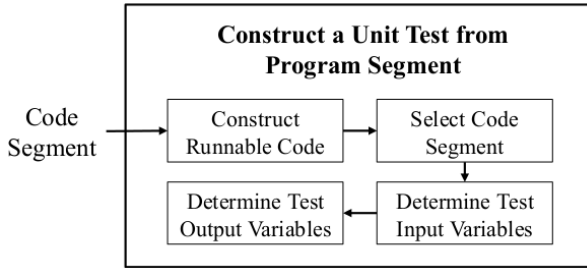 Construct a Unit Test from
Program Segment
Code
Segment
Construct
Runnable Code
Select Code
Segment
Determine Test
Output Variables
Determine Test
Input Variables